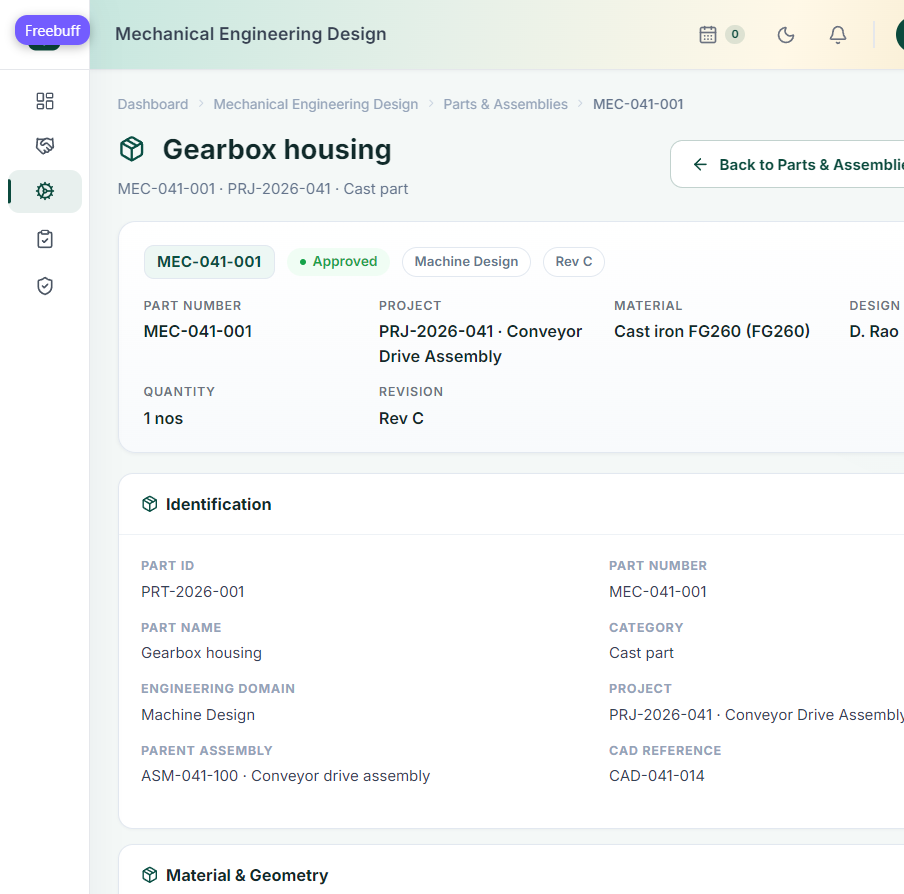 Freebuff
Mechanical Engineering Design
0
Dashboard > Mechanical Engineering Design > Parts & Assemblies > MEC-041-001
Gearbox housing
Back to Parts & Assemblie
MEC-041-001 · PRJ-2026-041 · Cast part
MEC-041-001
Approved
Machine Design
Rev C
PART NUMBER
MEC-041-001
PROJECT
PRJ-2026-041 · Conveyor
Drive Assembly
MATERIAL
Cast iron FG260 (FG260)
DESIGN
D. Rao
QUANTITY
1 nos
REVISION
Rev C
Identification
PART ID
PRT-2026-001
PART NUMBER
MEC-041-001
PART NAME
Gearbox housing
CATEGORY
Cast part
ENGINEERING DOMAIN
Machine Design
PROJECT
PRJ-2026-041 · Conveyor Drive Assembly
PARENT ASSEMBLY
ASM-041-100 · Conveyor drive assembly
CAD REFERENCE
CAD-041-014
Material & Geometry